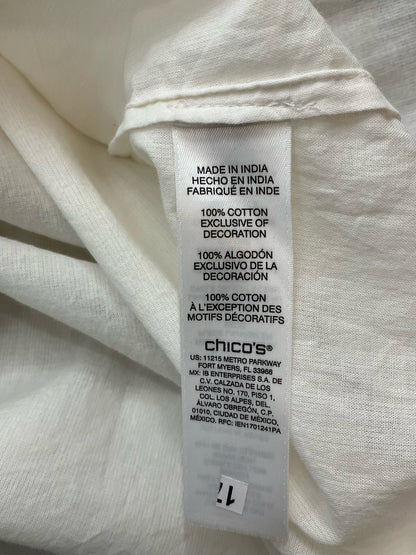 MADE IN INDIA
HECHO EN INDIA
FABRIQUÉ EN INDE
100% COTTON
EXCLUSIVE OF
DECORATION
100% ALGODÓN
EXCLUSIVO DE LA
DECORACIÓN
100% COTON
À L'EXCEPTION DES
MOTIFS DÉCORATIFS
chico's®
US: 11215 METRO PARKWAY
FORT MYERS, FL 33966
MX: IB ENTERPRISES S.A. DE
C.V. CALZADA DE LOS
LEONES NO. 170, PISO 1,
COL. LOS ALPES, DEL.
ÁLVARO OBREGÓN, C.P.
01010, CIUDAD DE MÉXICO,
MÉXICO. RFC: IEN1701241PA